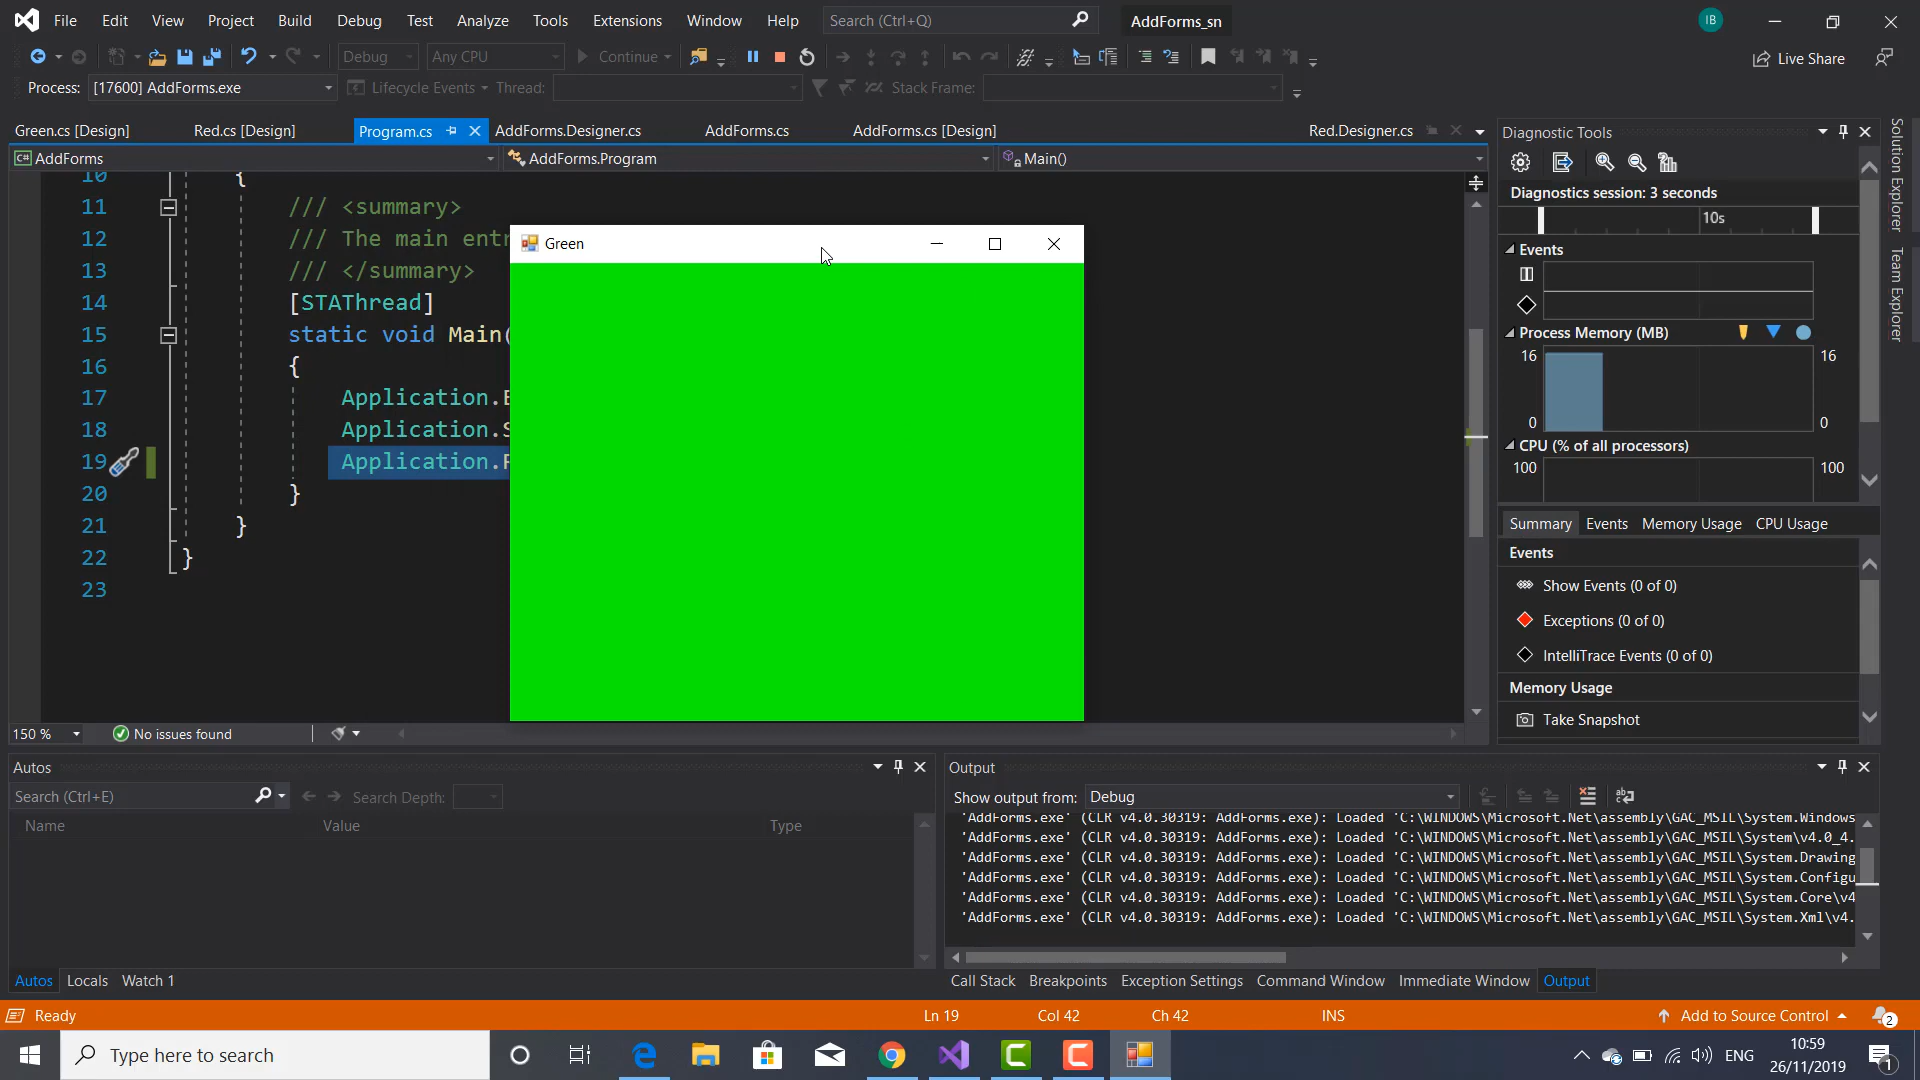 File Edit View Project Build Debug Test Analyze Tools Extensions Window Help Search (Ctrl+Q) AddForms_sn IB
Debug Any CPU Continue Live Share
Process: [17600] AddForms.exe Lifecycle Events Thread: Stack Frame:
Green.cs [Design] Red.cs [Design] Program.cs AddForms.Designer.cs AddForms.cs AddForms.cs [Design] Red.Designer.cs
C# AddForms AddForms.Program Main()
10 {
11 /// <summary>
12 /// The main entr
13 /// </summary>
14 [STAThread]
15 static void Main(
16 {
17 Application.E
18 Application.S
19 Application.R
20 }
21 }
22 }
23
Green
150 % No issues found
Diagnostic Tools
Diagnostics session: 3 seconds
10s
Events
Process Memory (MB)
16 16
0 0
CPU (% of all processors)
100 100
Summary Events Memory Usage CPU Usage
Events
Show Events (0 of 0)
Exceptions (0 of 0)
IntelliTrace Events (0 of 0)
Memory Usage
Take Snapshot
Solution Explorer
Team Explorer
Autos
Search (Ctrl+E) Search Depth:
Name Value Type
Autos Locals Watch 1
Output
Show output from: Debug
'AddForms.exe' (CLR v4.0.30319: AddForms.exe): Loaded 'C:\WINDOWS\Microsoft.Net\assembly\GAC_MSIL\System.Windows
'AddForms.exe' (CLR v4.0.30319: AddForms.exe): Loaded 'C:\WINDOWS\Microsoft.Net\assembly\GAC_MSIL\System\v4.0_4.
'AddForms.exe' (CLR v4.0.30319: AddForms.exe): Loaded 'C:\WINDOWS\Microsoft.Net\assembly\GAC_MSIL\System.Drawing
'AddForms.exe' (CLR v4.0.30319: AddForms.exe): Loaded 'C:\WINDOWS\Microsoft.Net\assembly\GAC_MSIL\System.Configu
'AddForms.exe' (CLR v4.0.30319: AddForms.exe): Loaded 'C:\WINDOWS\Microsoft.Net\assembly\GAC_MSIL\System.Core\v4
'AddForms.exe' (CLR v4.0.30319: AddForms.exe): Loaded 'C:\WINDOWS\Microsoft.Net\assembly\GAC_MSIL\System.Xml\v4.
Call Stack Breakpoints Exception Settings Command Window Immediate Window Output
Ready Ln 19 Col 42 Ch 42 INS Add to Source Control 2
Type here to search ENG 10:59
26/11/2019 1